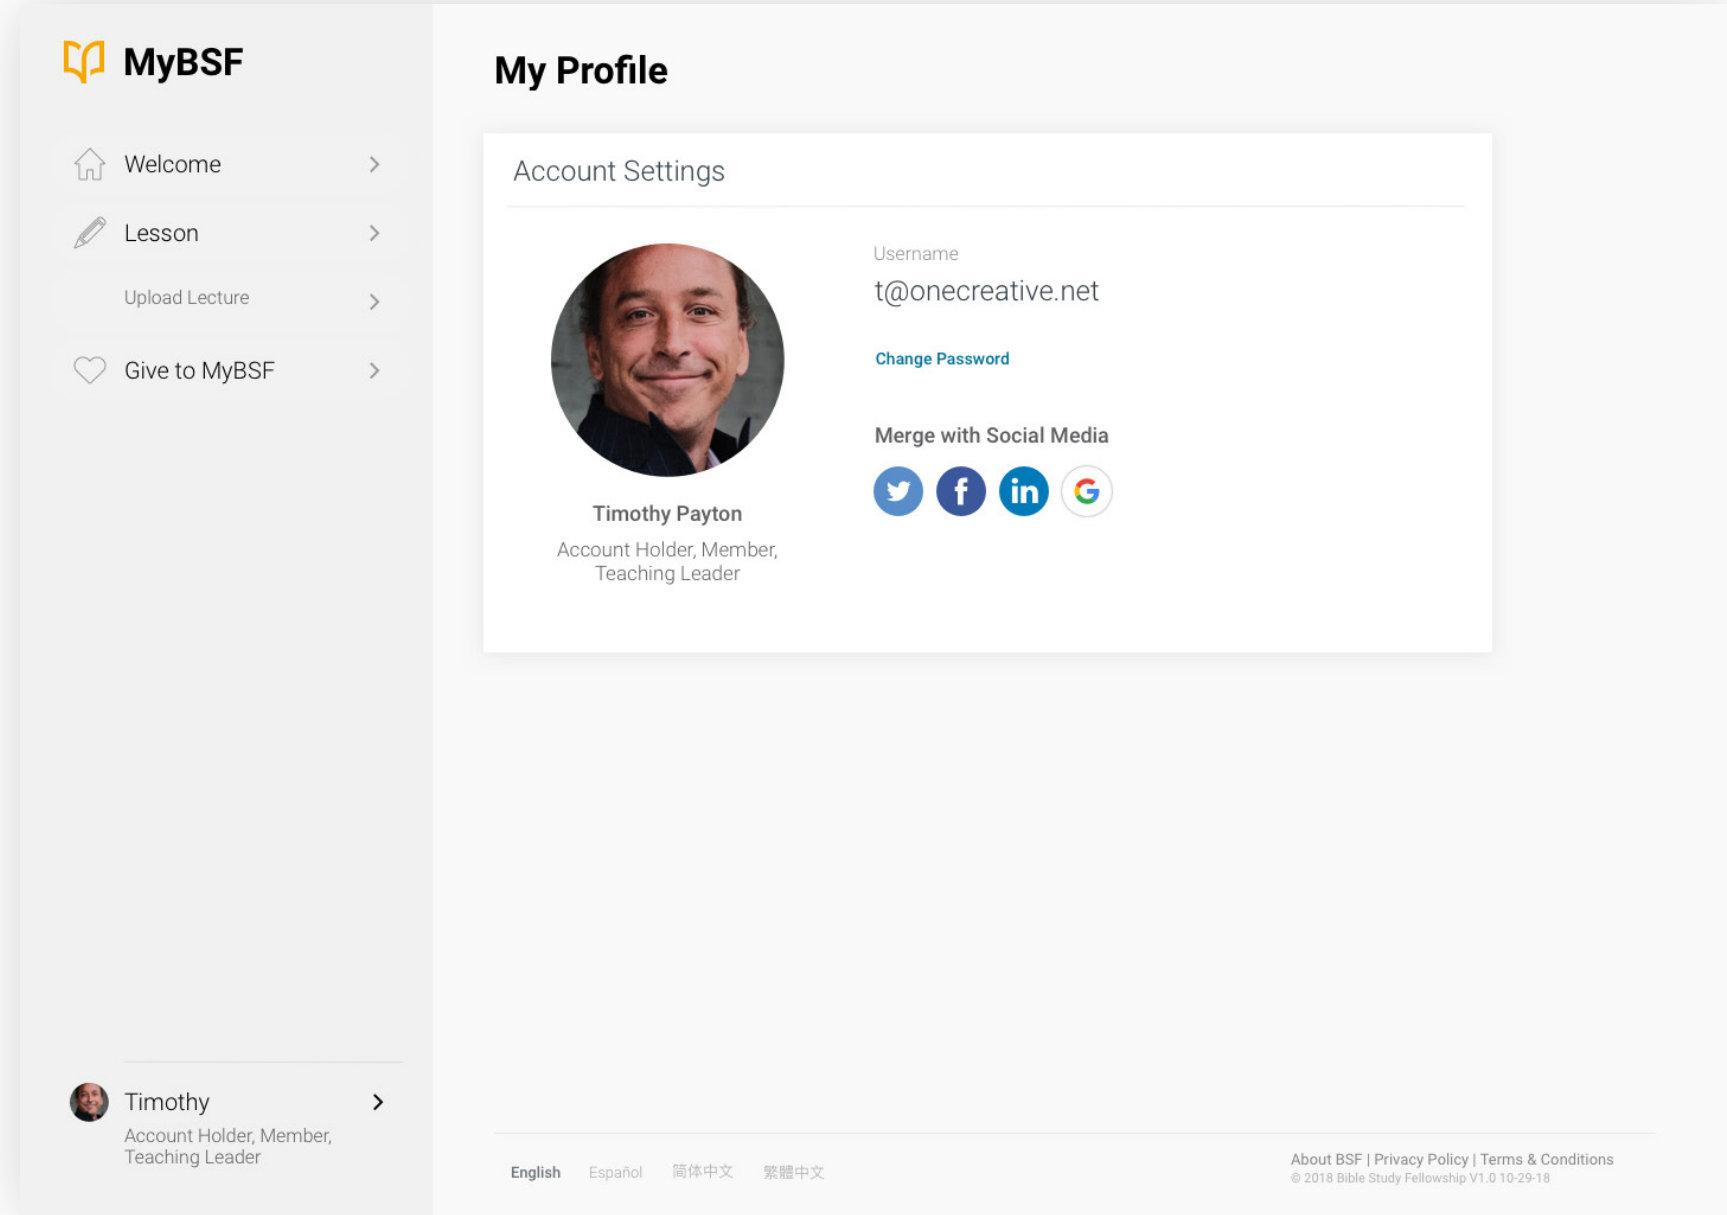 MyBSF
Welcome
Lesson
Upload Lecture
Give to MyBSF
Timothy
Account Holder, Member,
Teaching Leader
My Profile
Account Settings
Timothy Payton
Account Holder, Member,
Teaching Leader
Username
t@onecreative.net
Change Password
Merge with Social Media
English Español 简体中文 繁體中文
About BSF | Privacy Policy | Terms & Conditions
© 2018 Bible Study Fellowship V1.0 10-29-18